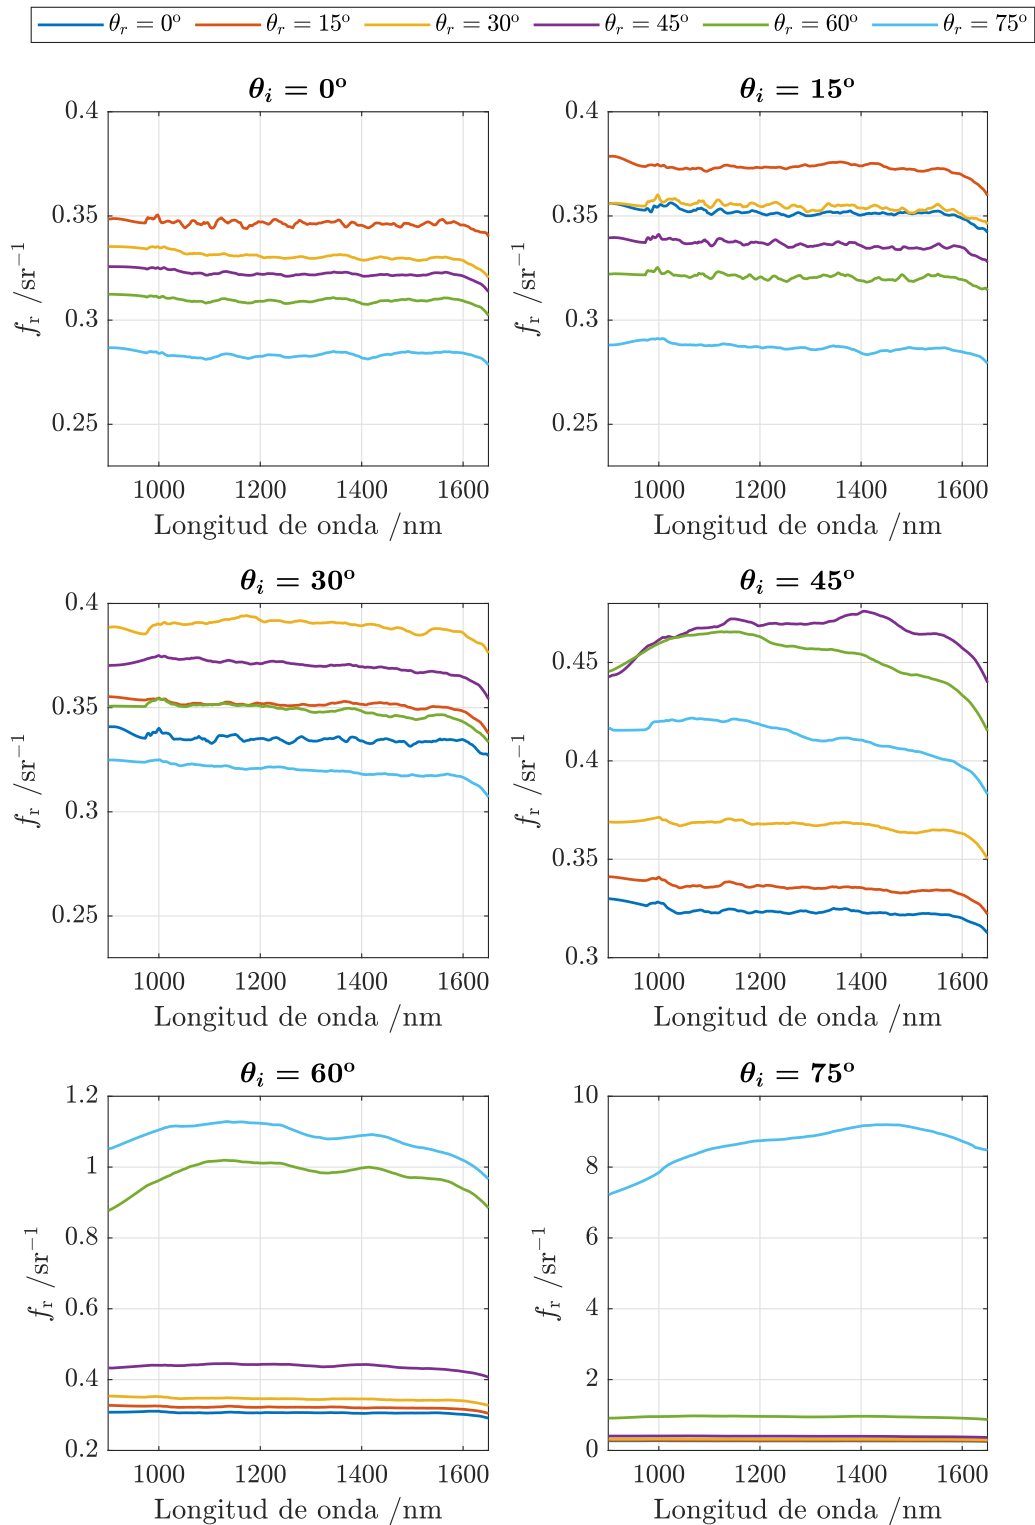 θr = 0º θr = 15º θr = 30º θr = 45º θr = 60º θr = 75º
θi = 0º
0.4
0.35
0.3
0.25
fr /sr−1
1000 1200 1400 1600
Longitud de onda /nm
θi = 15º
0.4
0.35
0.3
0.25
fr /sr−1
1000 1200 1400 1600
Longitud de onda /nm
θi = 30º
0.4
0.35
0.3
0.25
fr /sr−1
1000 1200 1400 1600
Longitud de onda /nm
θi = 45º
0.45
0.4
0.35
0.3
fr /sr−1
1000 1200 1400 1600
Longitud de onda /nm
θi = 60º
1.2
1
0.8
0.6
0.4
0.2
fr /sr−1
1000 1200 1400 1600
Longitud de onda /nm
θi = 75º
10
8
6
4
2
0
fr /sr−1
1000 1200 1400 1600
Longitud de onda /nm